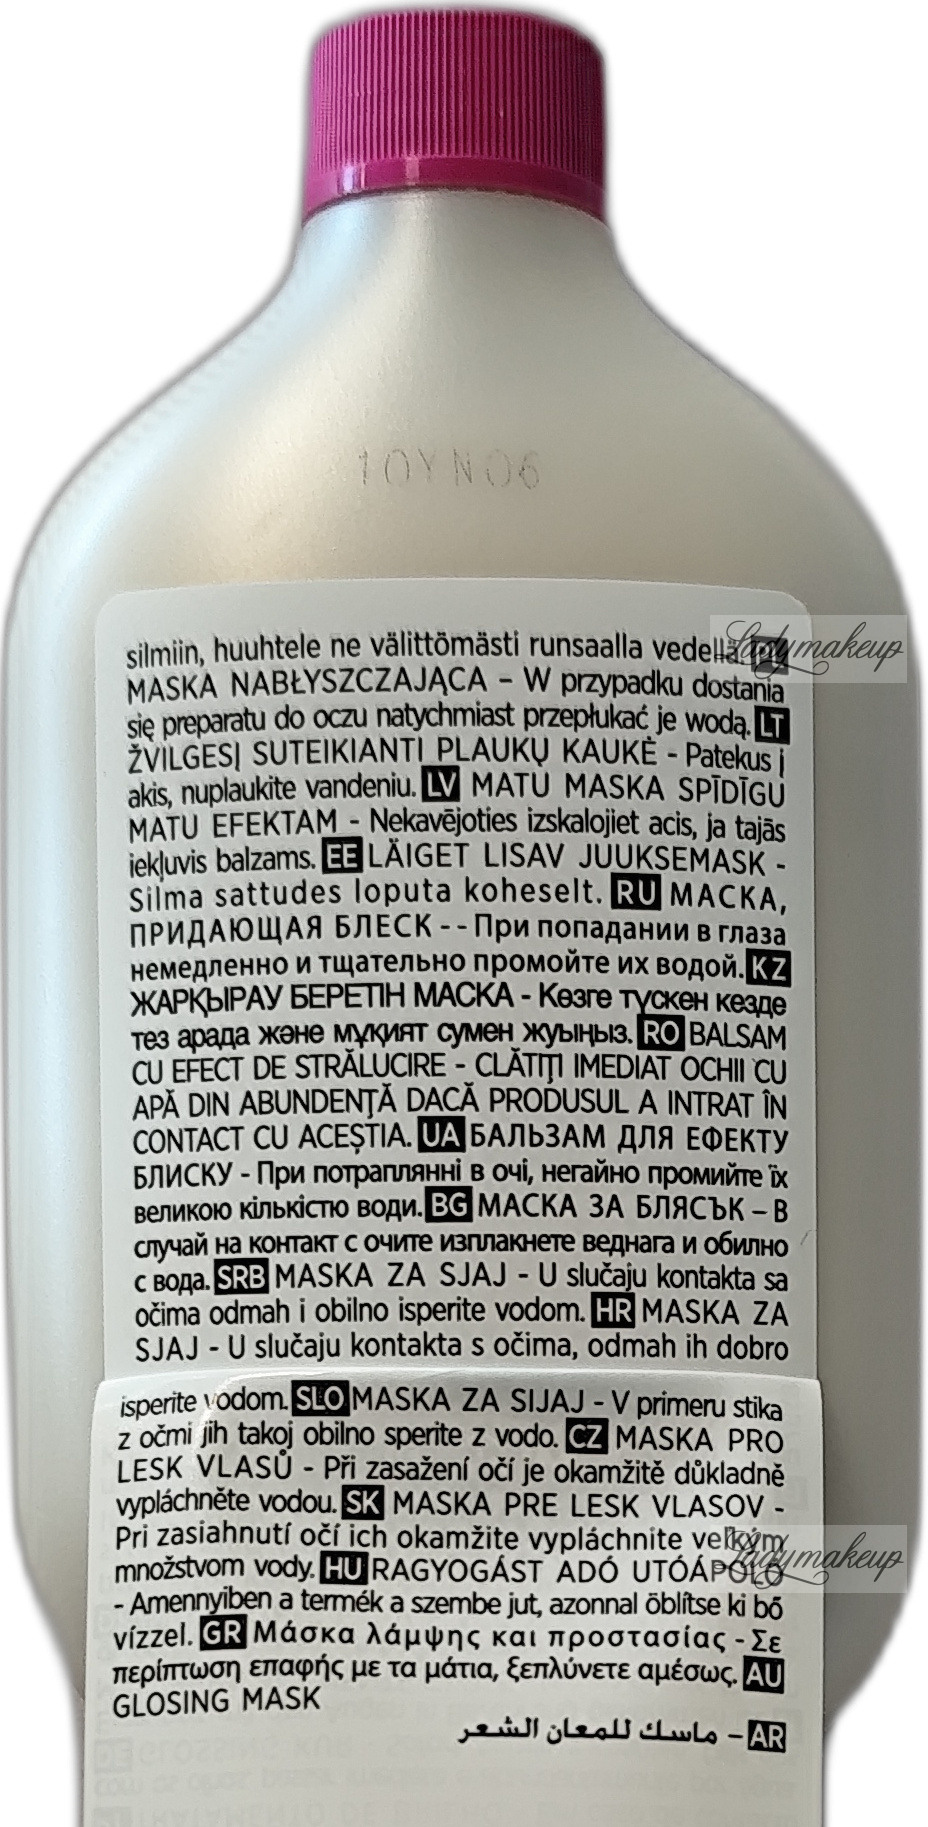 10YN06
silmiin, huuhtele ne välittömästi runsaalla vedellä.
Ladymakeup
MASKA NABŁYSZCZAJĄCA – W przypadku dostania
się preparatu do oczu natychmiast przepłukać je wodą. LT
ŽVILGESĮ SUTEIKIANTI PLAUKŲ KAUKĖ - Patekus į
akis, nuplaukite vandeniu. LV MATU MASKA SPĪDĪGU
MATU EFEKTAM - Nekavējoties izskalojiet acis, ja tajās
iekļuvis balzams. EE LÄIGET LISAV JUUKSEMASK -
Silma sattudes loputa koheselt. RU МАСКА,
ПРИДАЮЩАЯ БЛЕСК - - При попадании в глаза
немедленно и тщательно промойте их водой. KZ
ЖАРҚЫРАУ БЕРЕТІН МАСКА - Көзге түскен кезде
тез арада және мұқият сумен жуыңыз. RO BALSAM
CU EFECT DE STRĂLUCIRE - CLĂTIȚI IMEDIAT OCHII CU
APĂ DIN ABUNDENȚĂ DACĂ PRODUSUL A INTRAT ÎN
CONTACT CU ACEȘTIA. UA БАЛЬЗАМ ДЛЯ ЕФЕКТУ
БЛИСКУ - При потраплянні в очі, негайно промийте їх
великою кількістю води. BG МАСКА ЗА БЛЯСЪК – В
случай на контакт с очите изплакнете веднага и обилно
с вода. SRB MASKA ZA SJAJ - U slučaju kontakta sa
očima odmah i obilno isperite vodom. HR MASKA ZA
SJAJ - U slučaju kontakta s očima, odmah ih dobro
isperite vodom. SLO MASKA ZA SIJAJ - V primeru stika
z očmi jih takoj obilno sperite z vodo. CZ MASKA PRO
LESK VLASŮ - Při zasažení očí je okamžitě důkladně
vypláchněte vodou. SK MASKA PRE LESK VLASOV -
Pri zasiahnutí očí ich okamžite vypláchnite veľkým
Ladymakeup
množstvom vody. HU RAGYOGÁST ADÓ UTÓÁPOLÓ
- Amennyiben a termék a szembe jut, azonnal öblítse ki bő
vízzel. GR Μάσκα λάμψης και προστασίας - Σε
περίπτωση επαφής με τα μάτια, ξεπλύνετε αμέσως. AU
GLOSING MASK
AR – ماسك للمعان الشعر